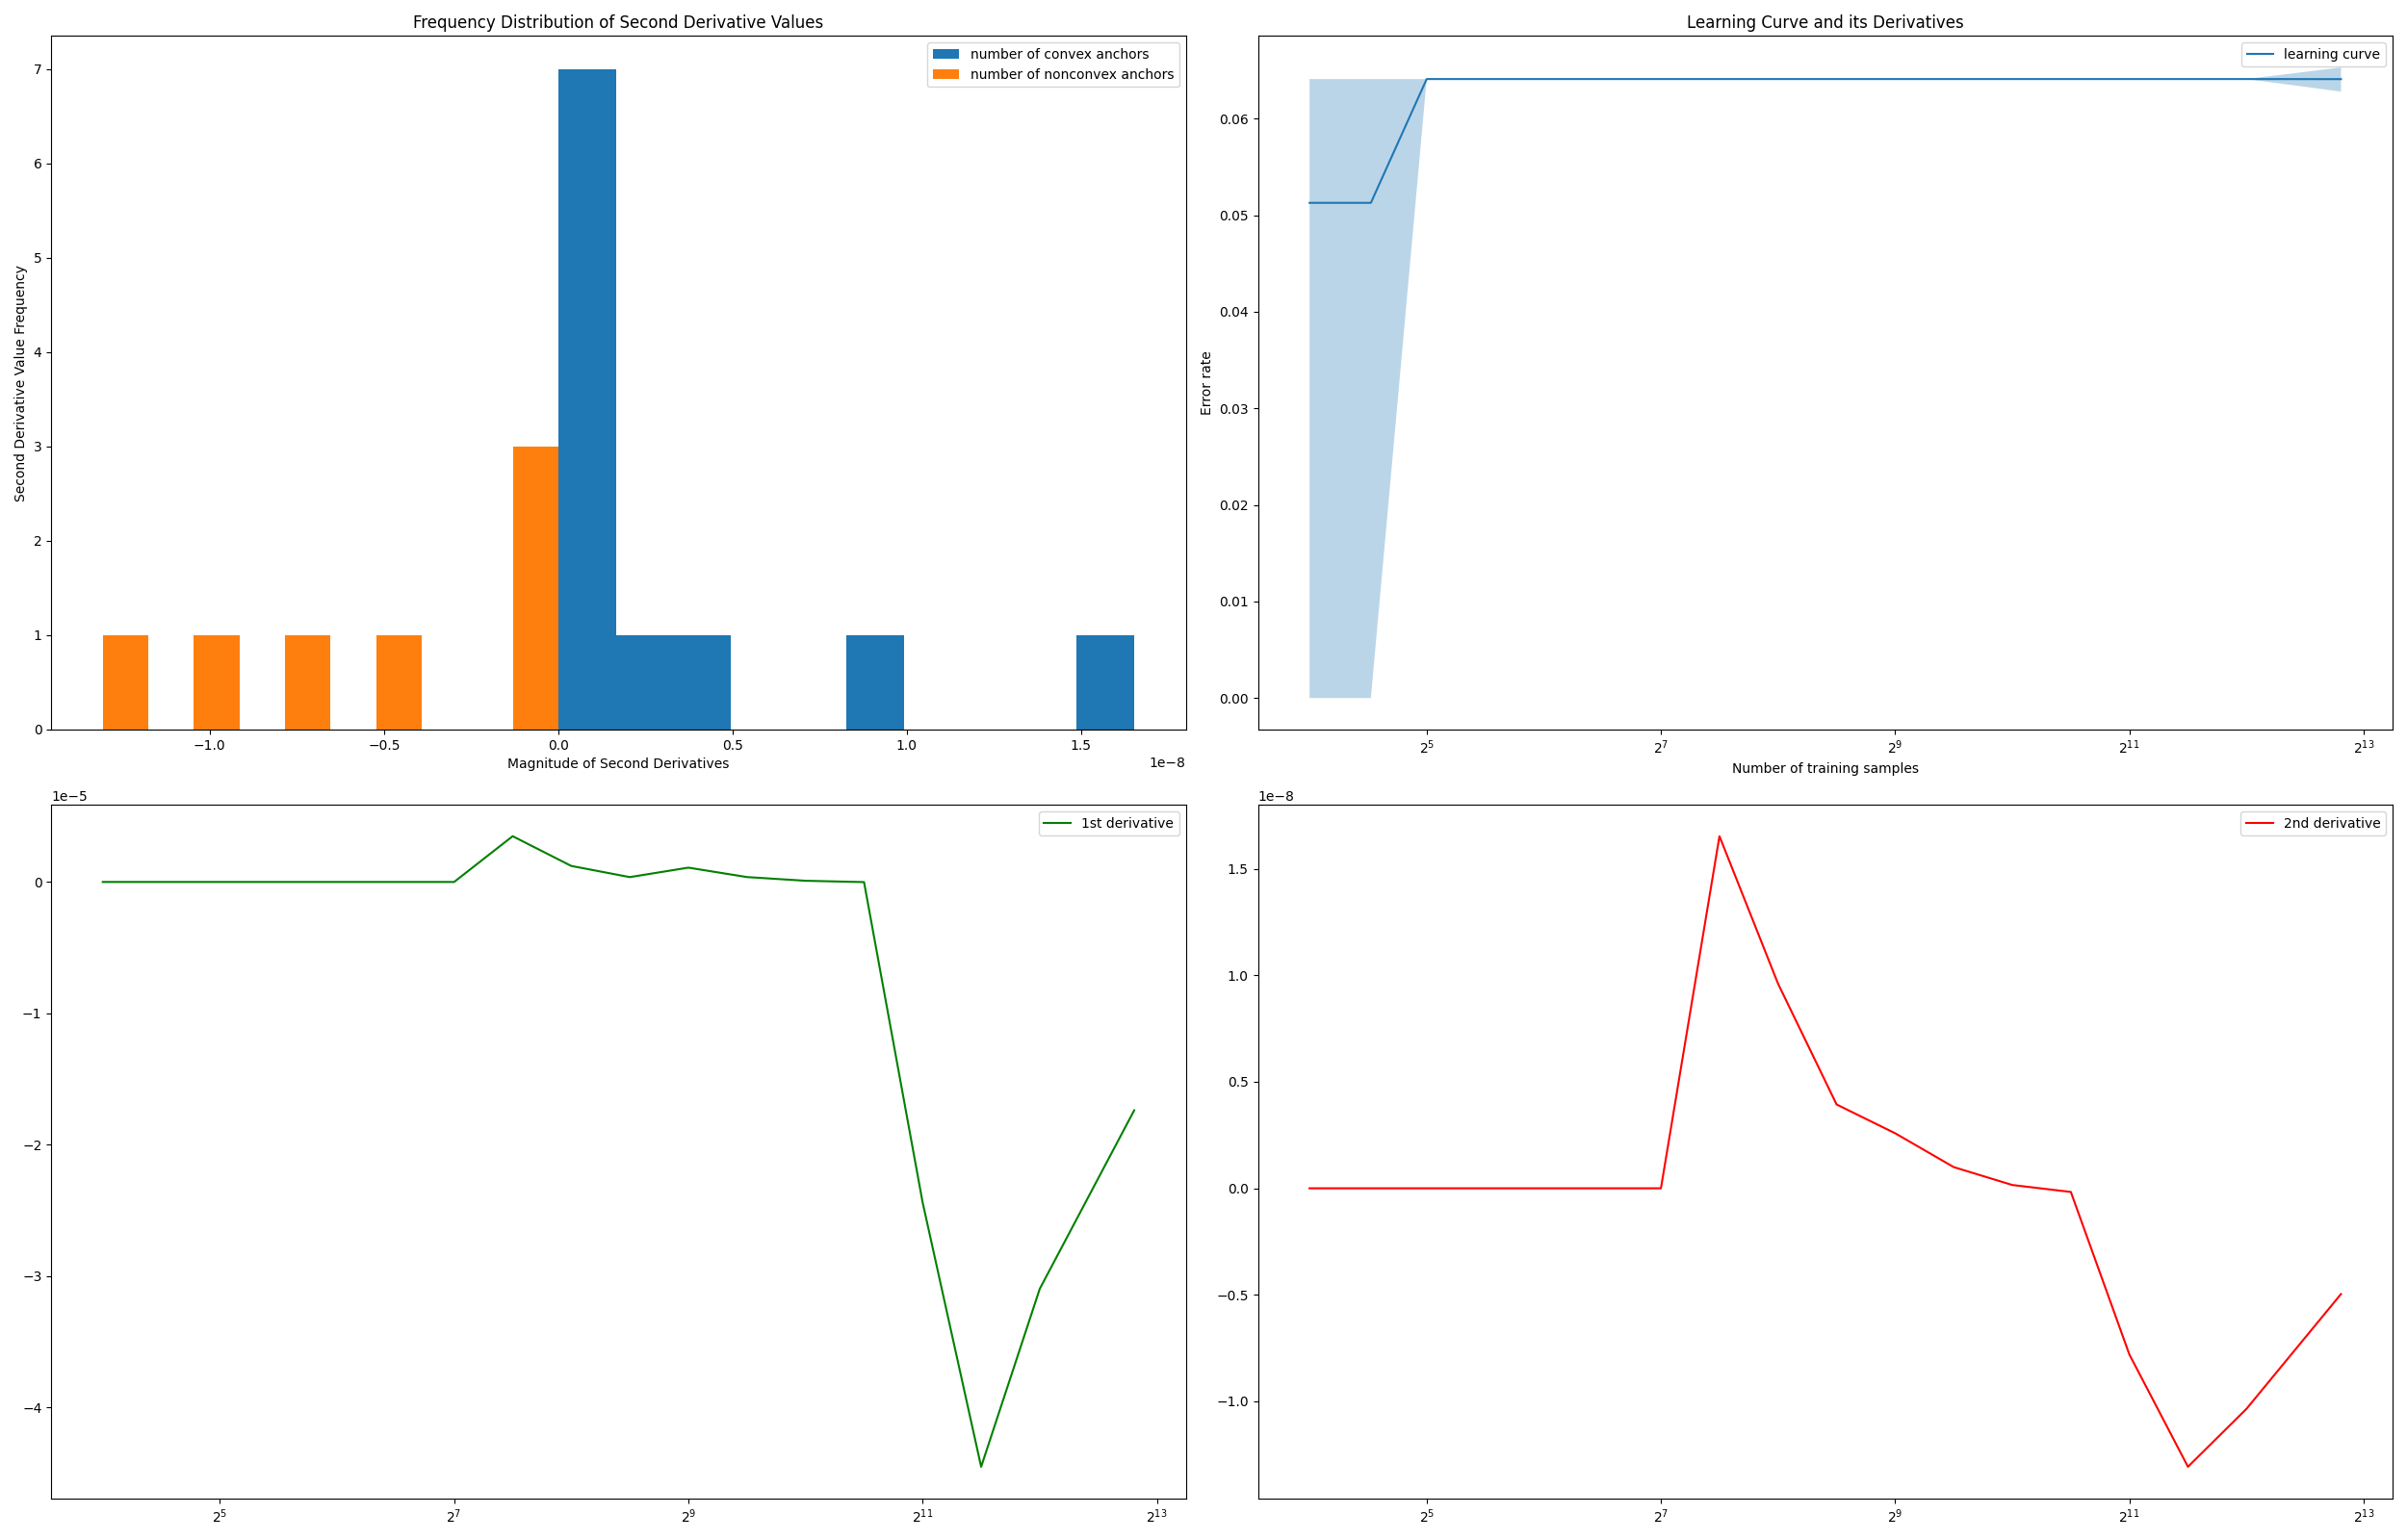 Frequency Distribution of Second Derivative Values
number of convex anchors
number of nonconvex anchors
Second Derivative Value Frequency
7
6
5
4
3
2
1
0
−1.0 −0.5 0.0 0.5 1.0 1.5
1e−8
Magnitude of Second Derivatives
Learning Curve and its Derivatives
learning curve
Error rate
0.06
0.05
0.04
0.03
0.02
0.01
0.00
2^5 2^7 2^9 2^11 2^13
Number of training samples
1e−5
1st derivative
0
−1
−2
−3
−4
2^5 2^7 2^9 2^11 2^13
1e−8
2nd derivative
1.5
1.0
0.5
0.0
−0.5
−1.0
2^5 2^7 2^9 2^11 2^13